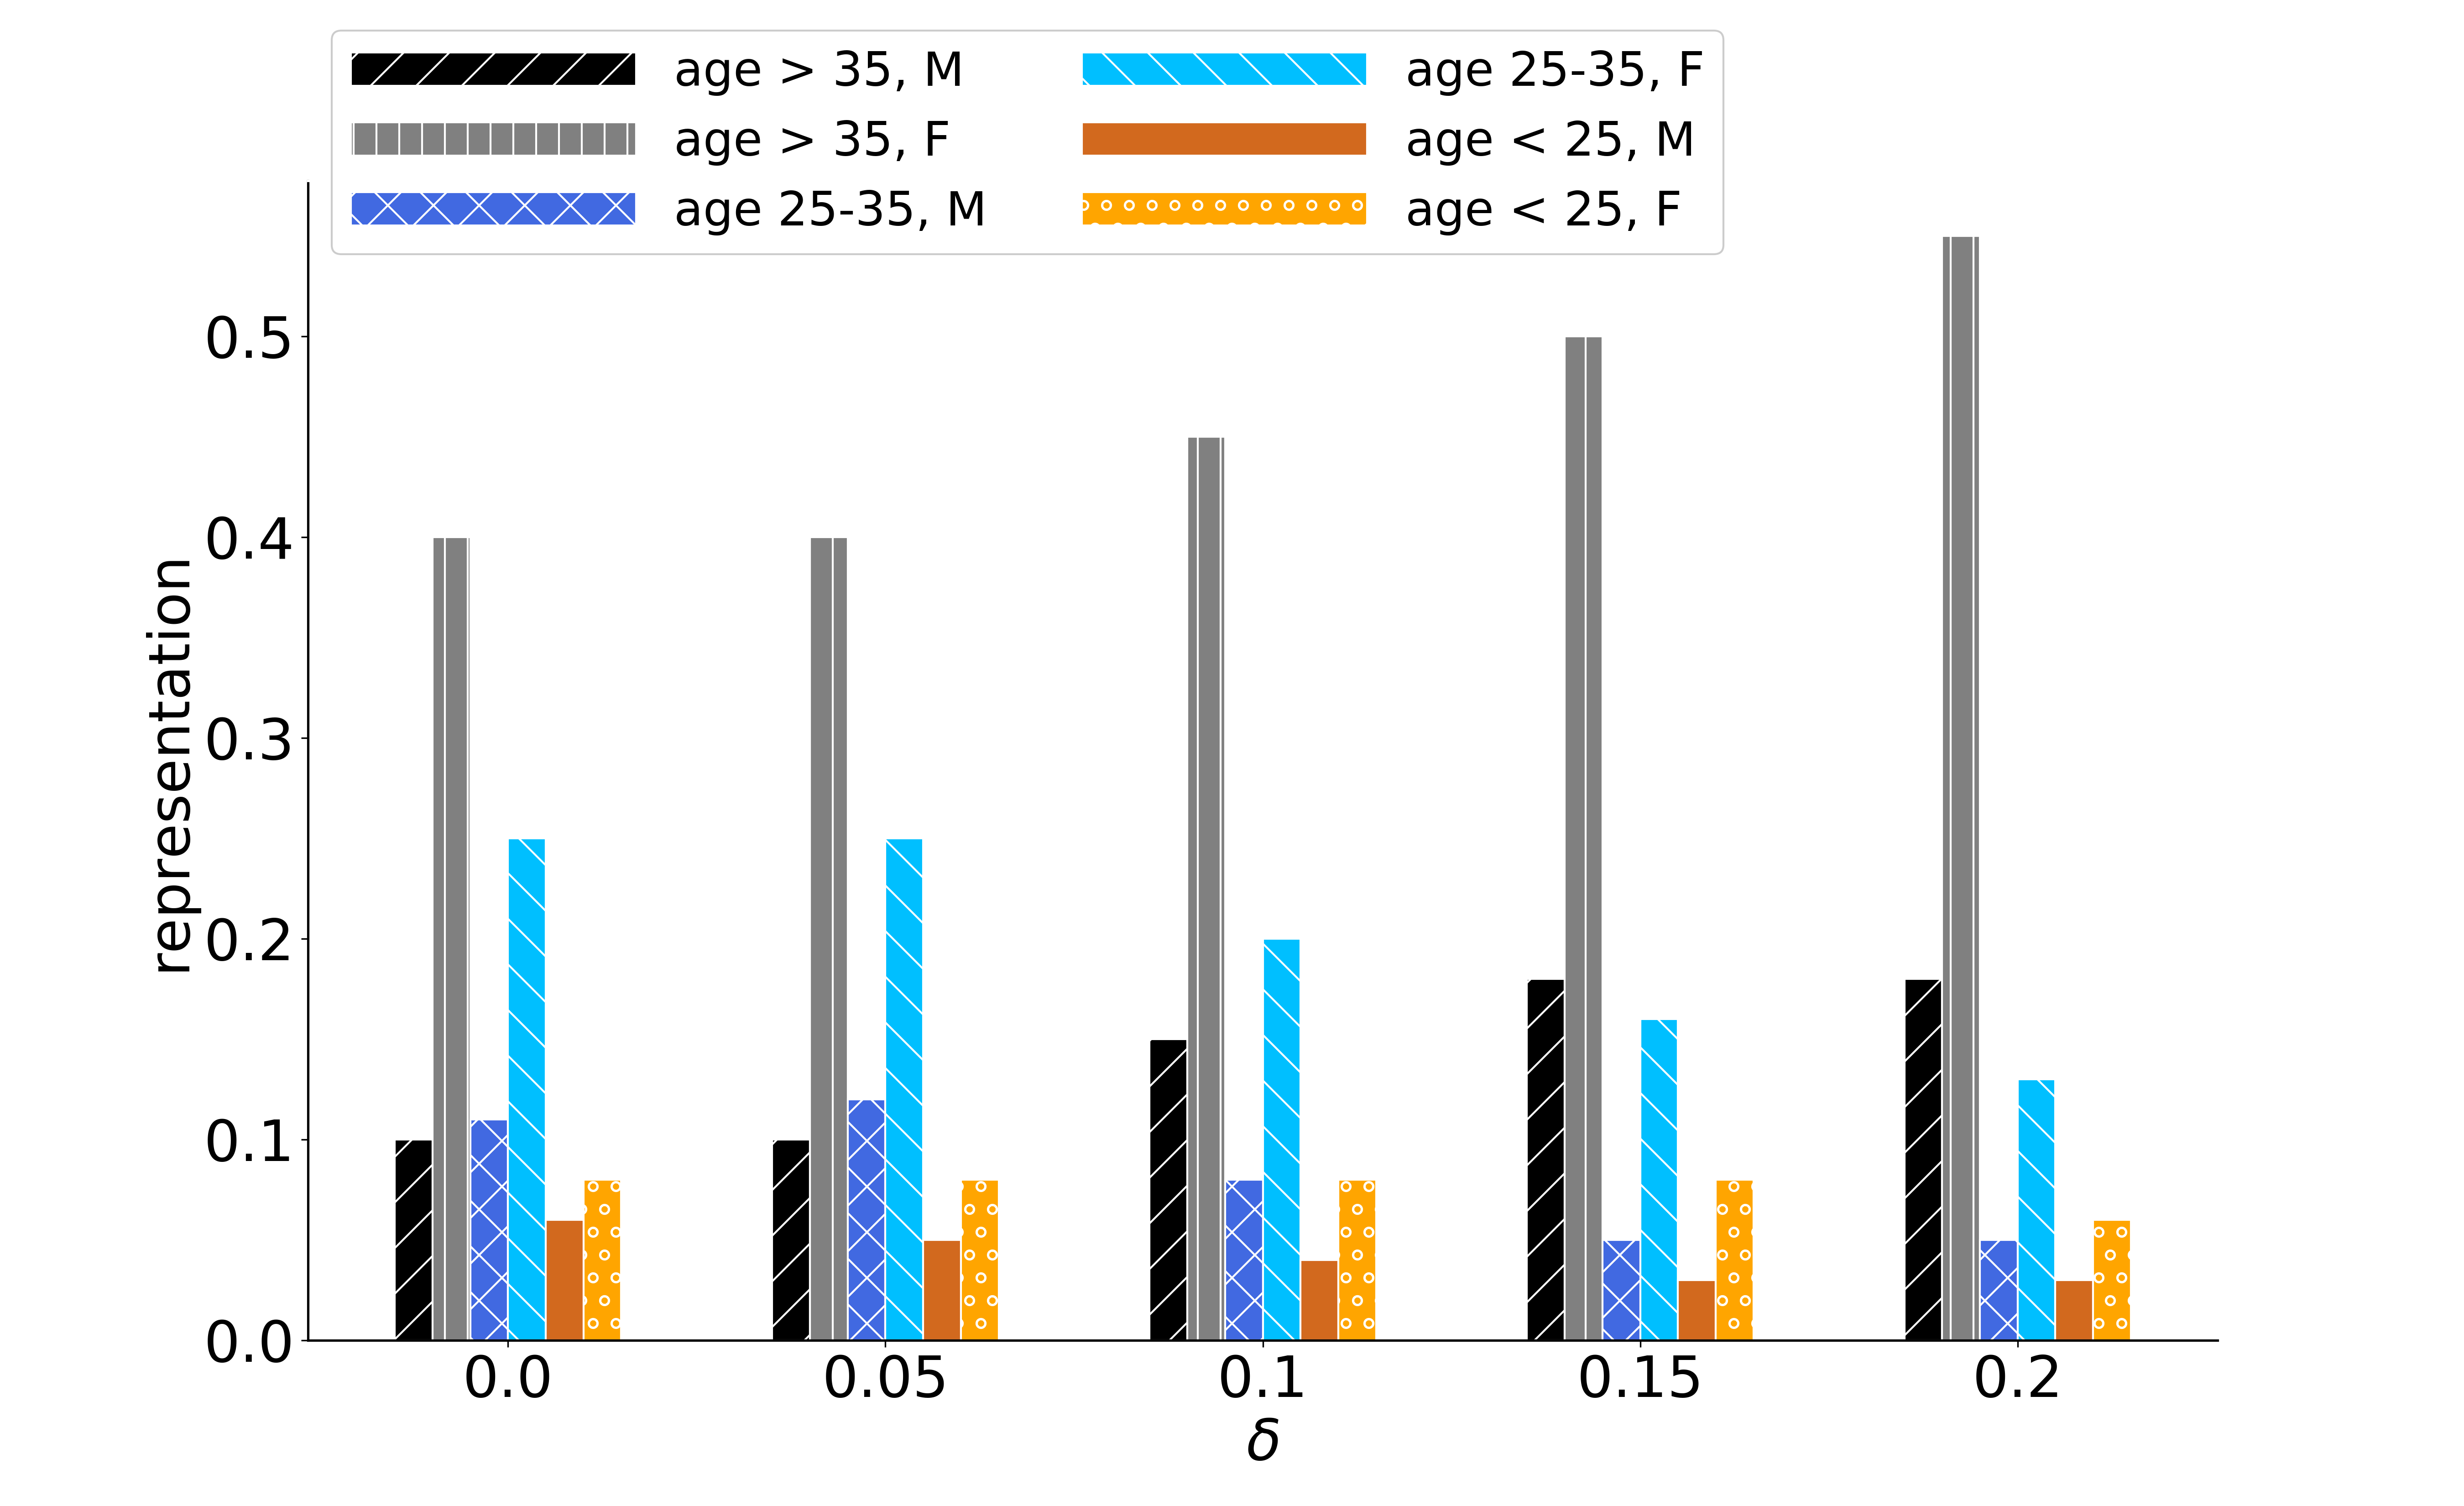 age > 35, M
age > 35, F
age 25-35, M
age 25-35, F
age < 25, M
age < 25, F
representation
0.5
0.4
0.3
0.2
0.1
0.0
0.0 0.05 0.1 0.15 0.2
δ